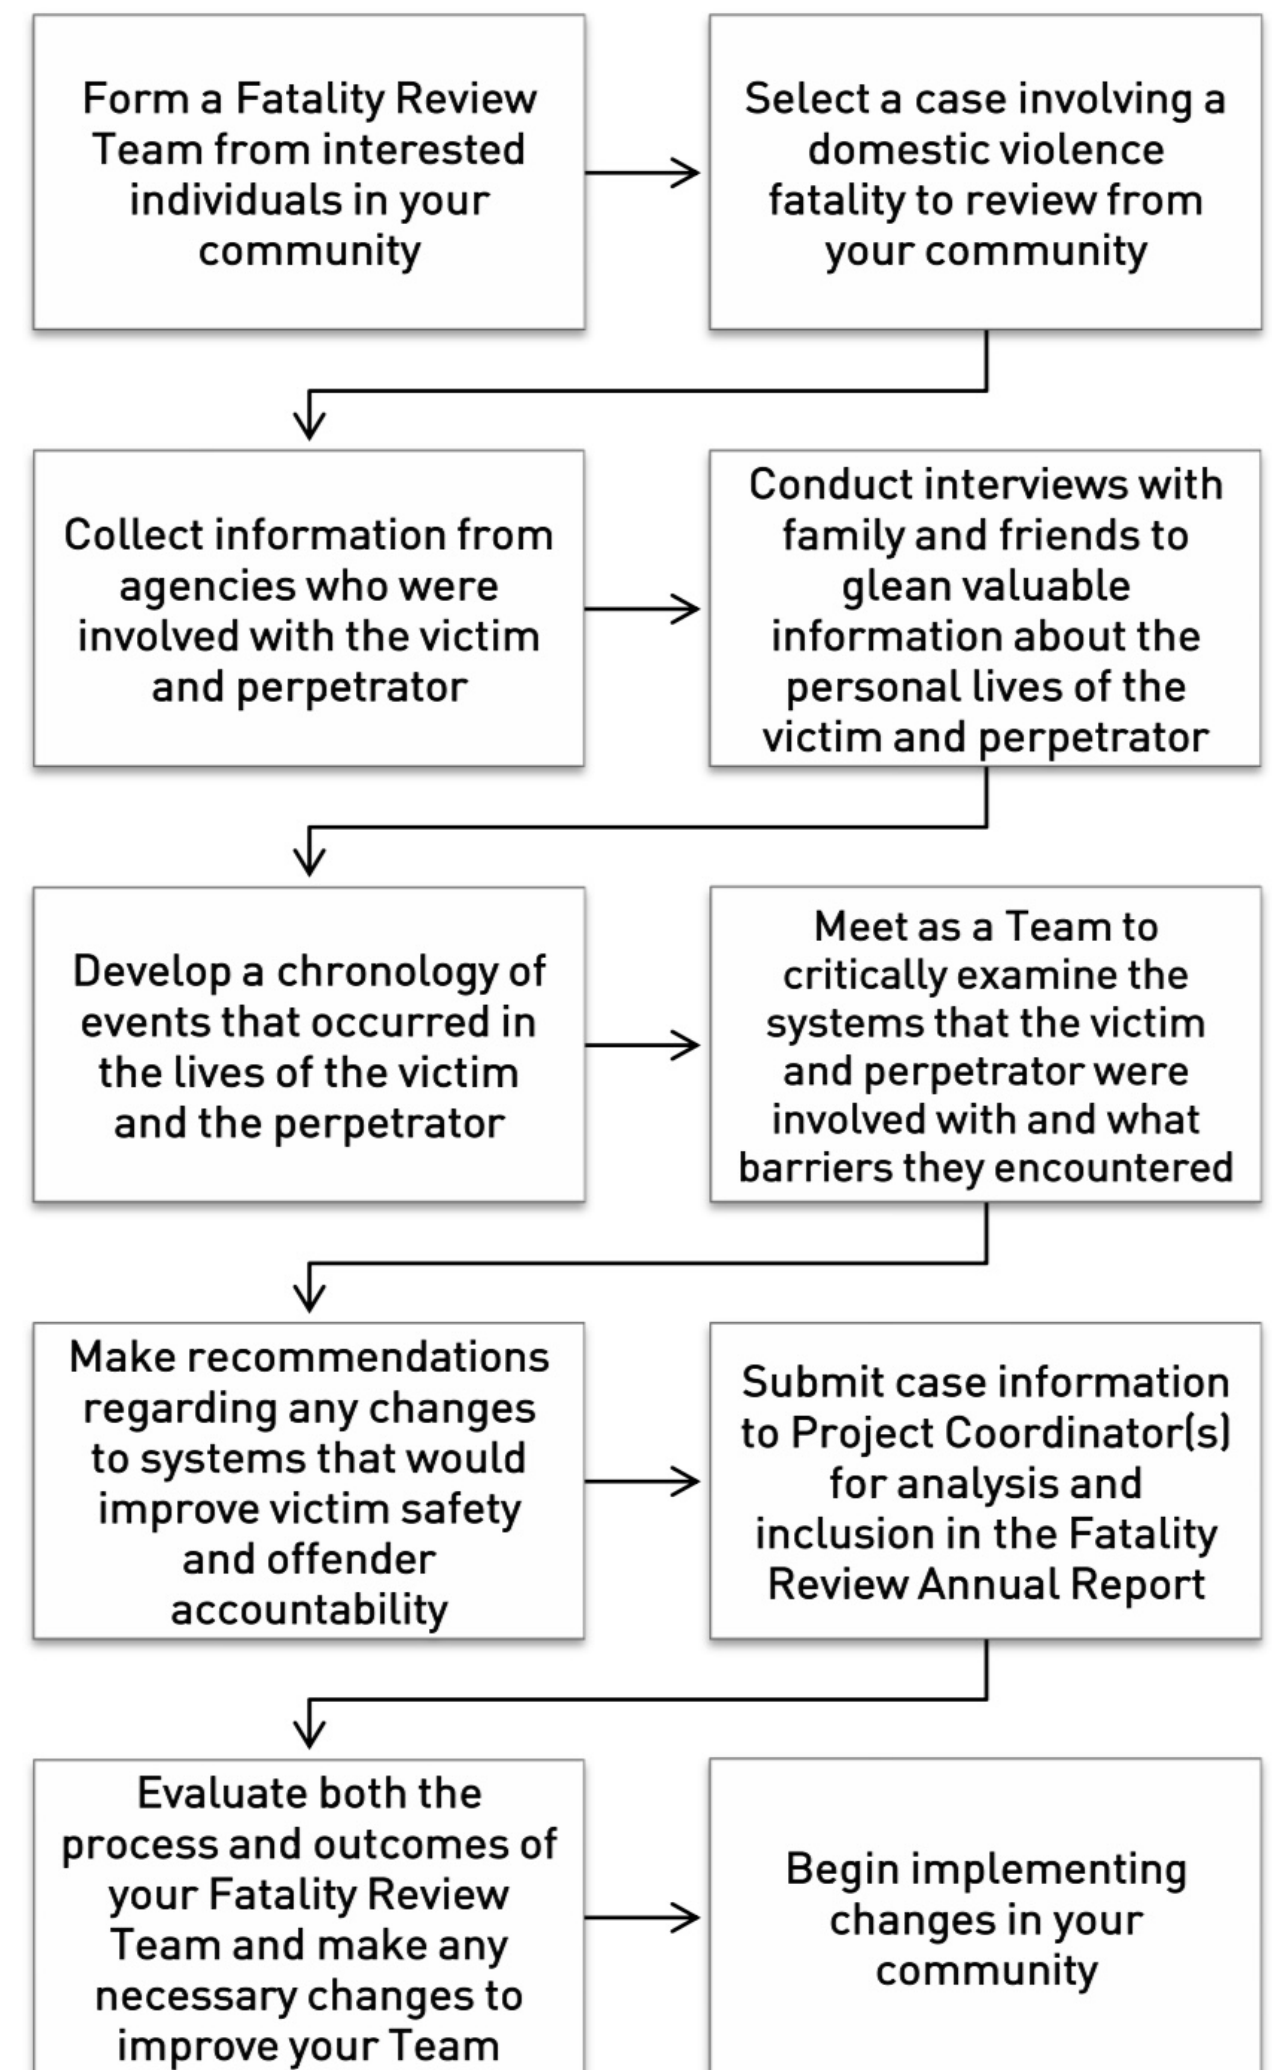 Form a Fatality Review
Team from interested
individuals in your
community
Select a case involving a
domestic violence
fatality to review from
your community
Collect information from
agencies who were
involved with the victim
and perpetrator
Conduct interviews with
family and friends to
glean valuable
information about the
personal lives of the
victim and perpetrator
Develop a chronology of
events that occurred in
the lives of the victim
and the perpetrator
Meet as a Team to
critically examine the
systems that the victim
and perpetrator were
involved with and what
barriers they encountered
Make recommendations
regarding any changes
to systems that would
improve victim safety
and offender
accountability
Submit case information
to Project Coordinator(s)
for analysis and
inclusion in the Fatality
Review Annual Report
Evaluate both the
process and outcomes of
your Fatality Review
Team and make any
necessary changes to
improve your Team
Begin implementing
changes in your
community